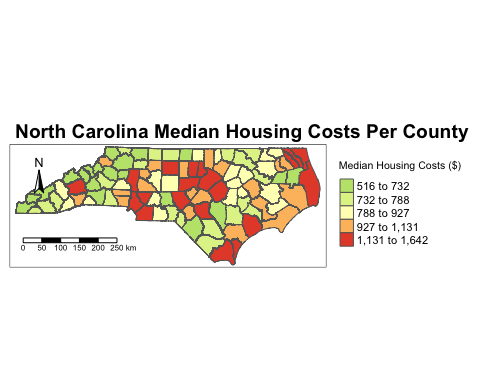 North Carolina Median Housing Costs Per County
N
0 50 100 150 200 250 km
Median Housing Costs ($)
516 to 732
732 to 788
788 to 927
927 to 1,131
1,131 to 1,642